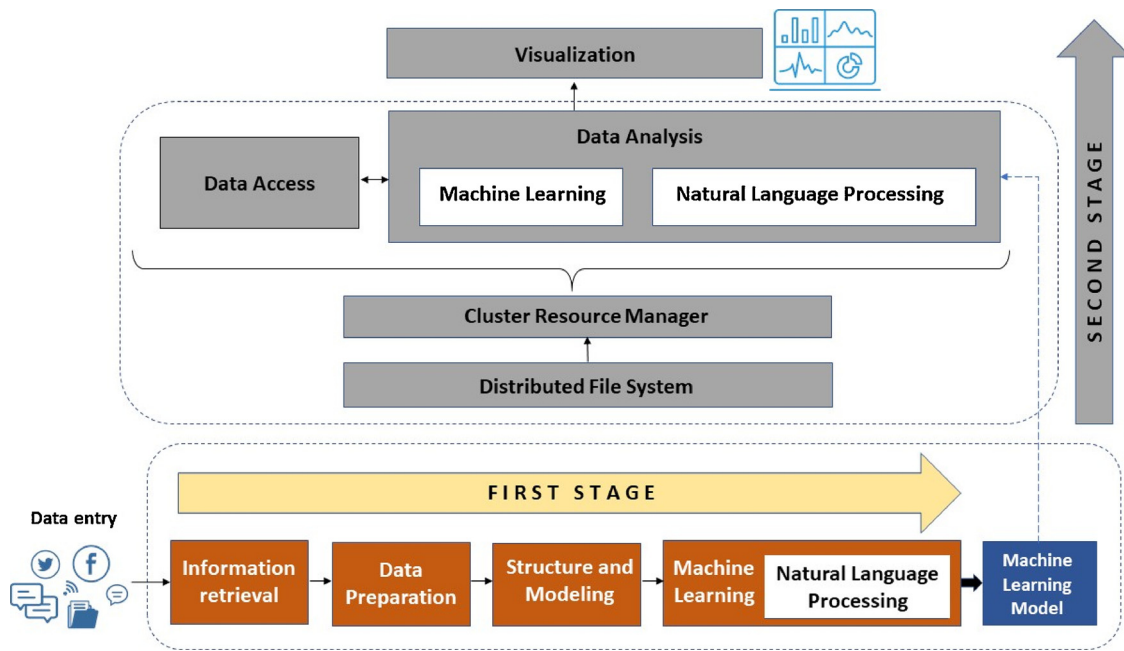 Visualization
Data Analysis
Data Access
Machine Learning
Natural Language Processing
Cluster Resource Manager
Distributed File System
SECOND STAGE
FIRST STAGE
Data entry
Information
retrieval
Data
Preparation
Structure and
Modeling
Machine
Learning
Natural Language
Processing
Machine
Learning
Model